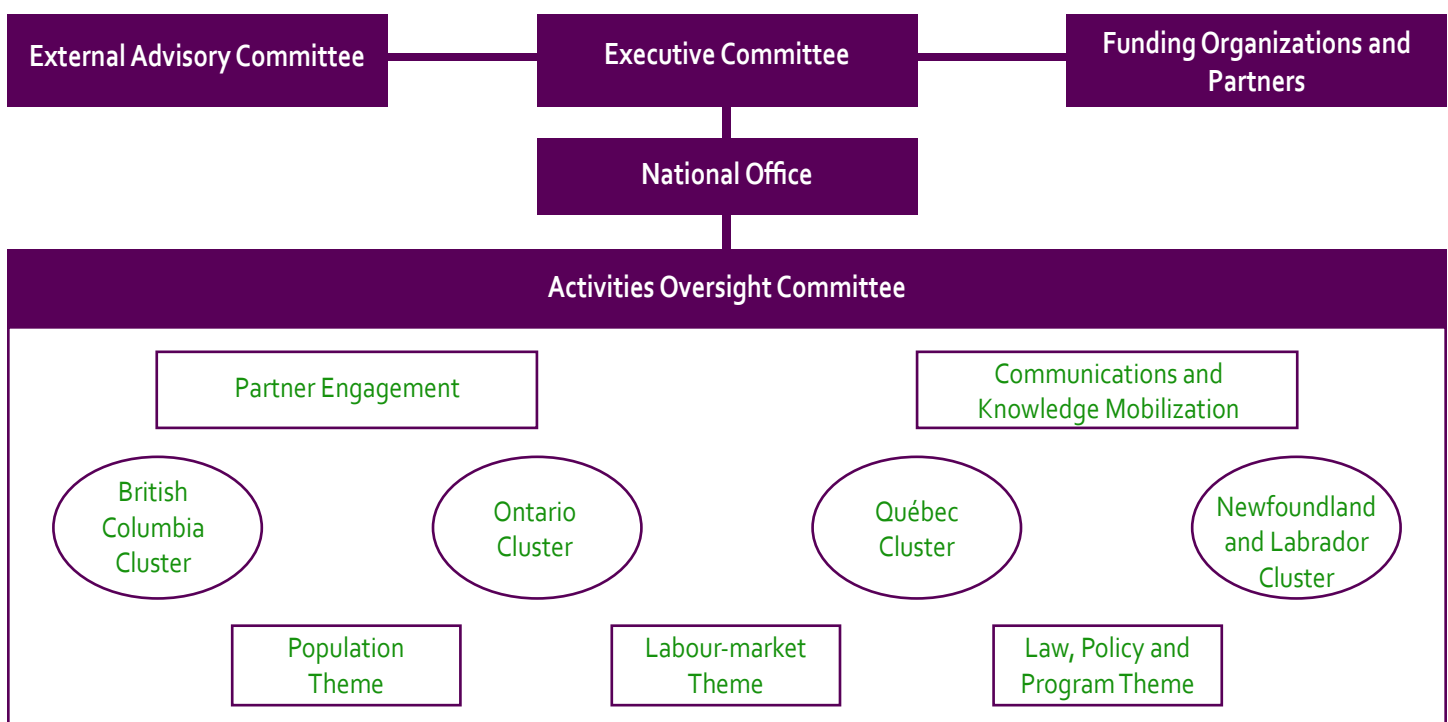 External Advisory Committee
Executive Committee
Funding Organizations and
Partners
National Office
Activities Oversight Committee
Partner Engagement
Communications and
Knowledge Mobilization
British
Columbia
Cluster
Ontario
Cluster
Québec
Cluster
Newfoundland
and Labrador
Cluster
Population
Theme
Labour-market
Theme
Law, Policy and
Program Theme